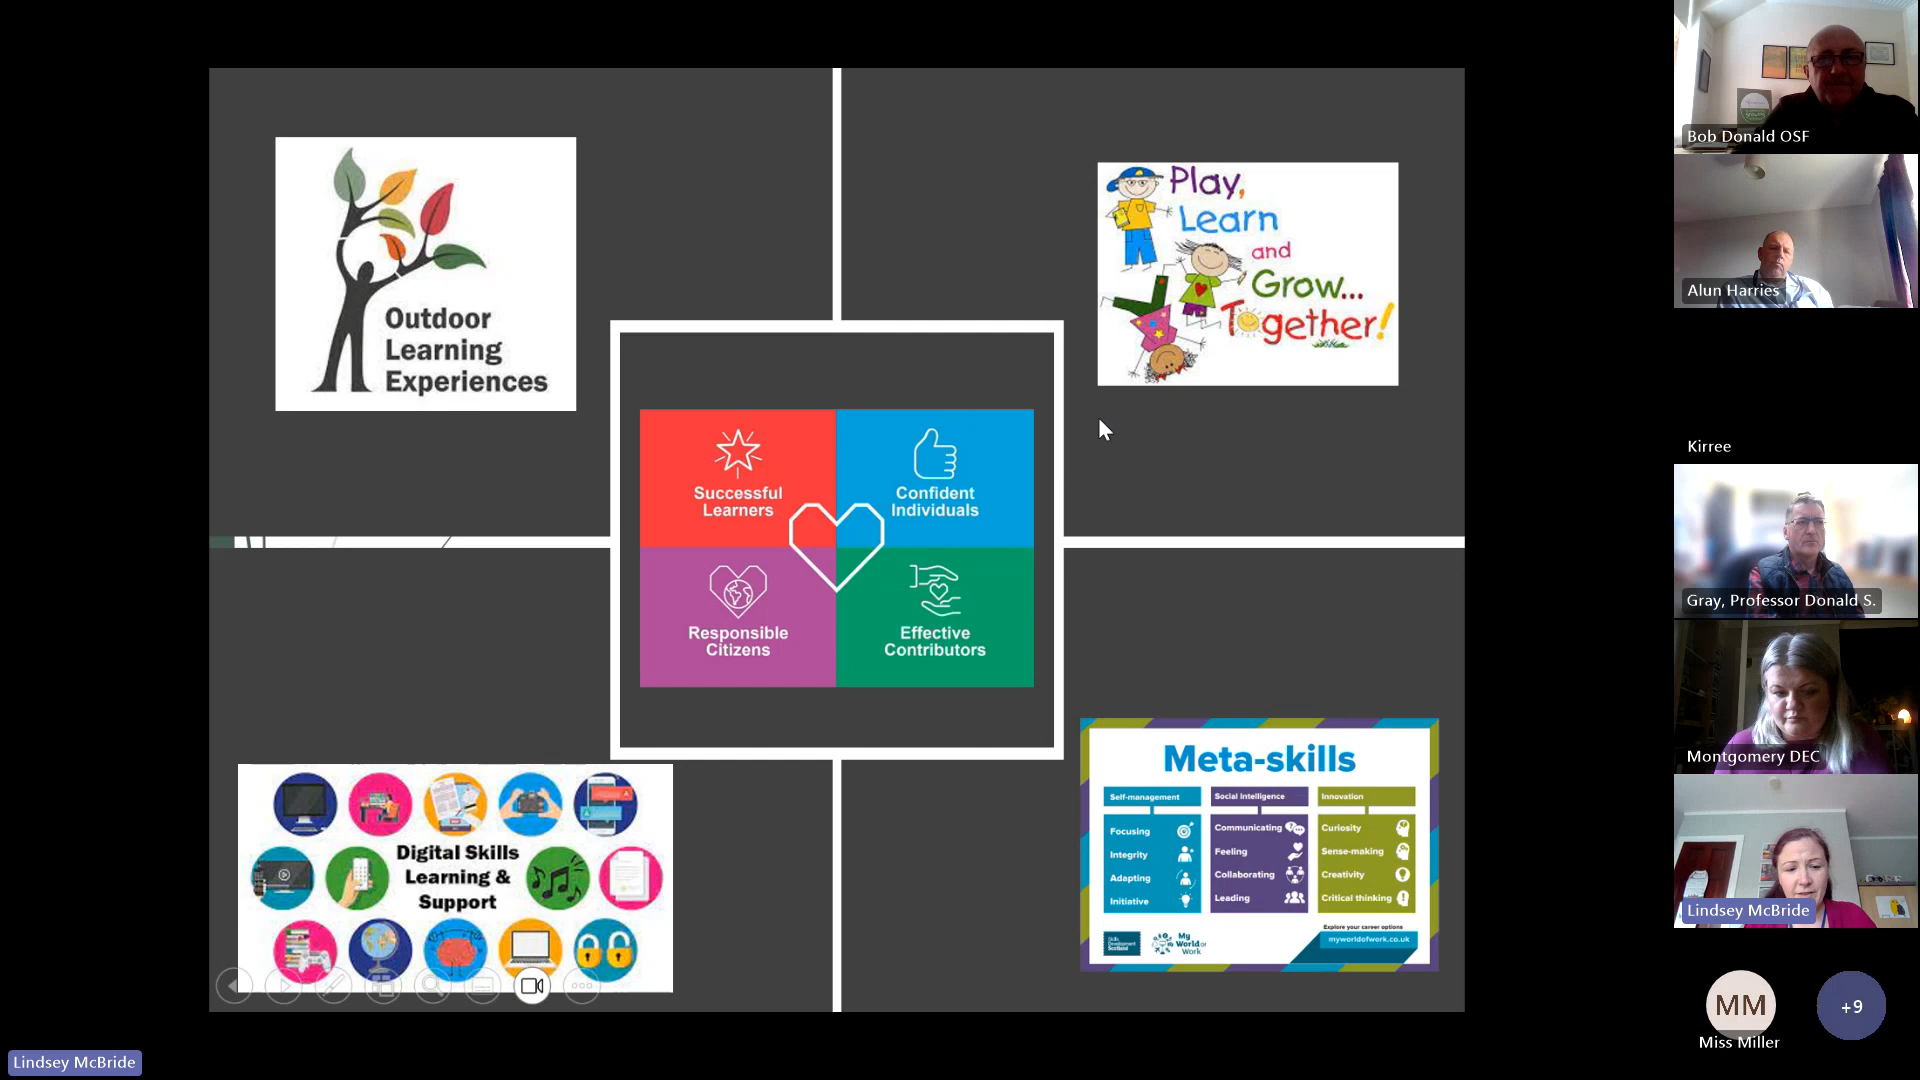 Outdoor
Learning
Experiences
Play,
Learn
and
Grow...
Together!
Successful
Learners
Confident
Individuals
Responsible
Citizens
Effective
Contributors
Digital Skills
Learning &
Support
Meta-skills
Self-management
Focusing
Integrity
Adapting
Initiative
Social Intelligence
Communicating
Feeling
Collaborating
Leading
Innovation
Curiosity
Sense-making
Creativity
Critical thinking
Skills
Development
Scotland
My
World of
Work
Explore your career options
myworldofwork.co.uk
Bob Donald OSF
Alun Harries
Kirree
Gray, Professor Donald S.
Montgomery DEC
Lindsey McBride
MM
+9
Miss Miller
Lindsey McBride